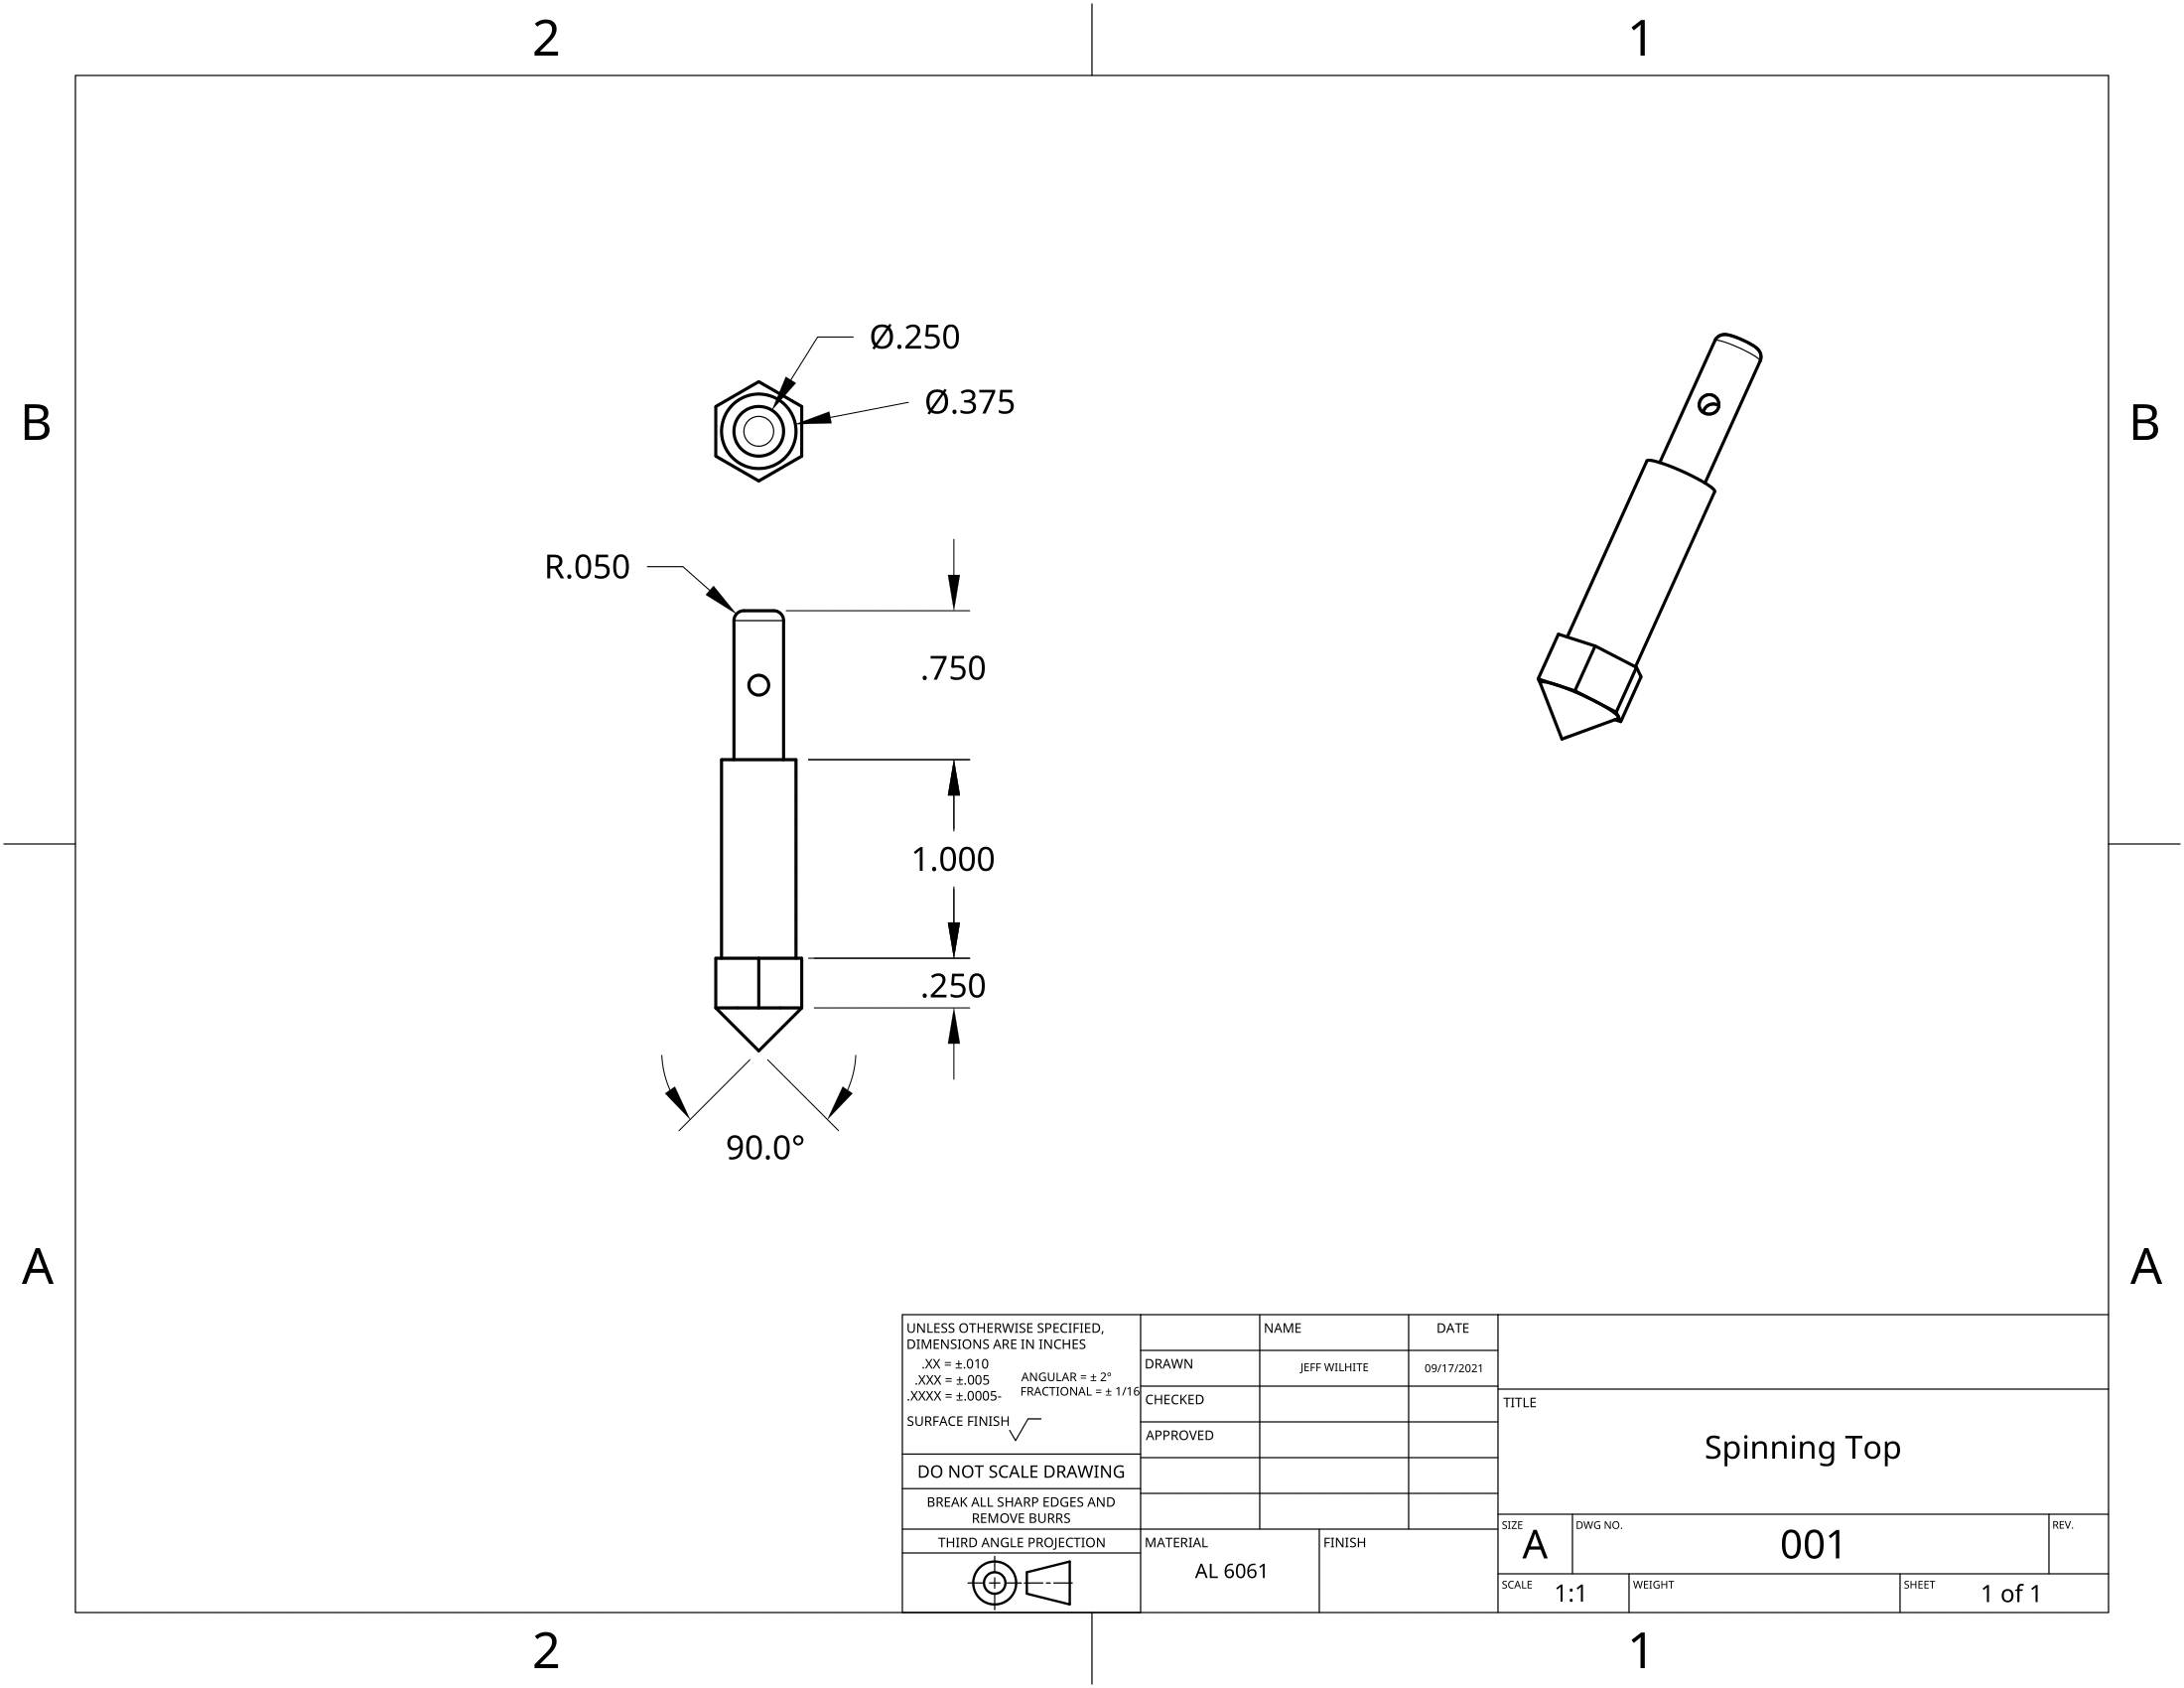 2
1
B
B
A
A
Ø.250
Ø.375
R.050
.750
1.000
.250
90.0°
UNLESS OTHERWISE SPECIFIED,
DIMENSIONS ARE IN INCHES
.XX = ±.010
.XXX = ±.005
.XXXX = ±.0005-
ANGULAR = ± 2°
FRACTIONAL = ± 1/16
SURFACE FINISH
DO NOT SCALE DRAWING
BREAK ALL SHARP EDGES AND
REMOVE BURRS
THIRD ANGLE PROJECTION
NAME
DATE
DRAWN
JEFF WILHITE
09/17/2021
CHECKED
APPROVED
MATERIAL
AL 6061
FINISH
TITLE
Spinning Top
SIZE
A
DWG NO.
001
REV.
SCALE
1:1
WEIGHT
SHEET
1 of 1
2
1